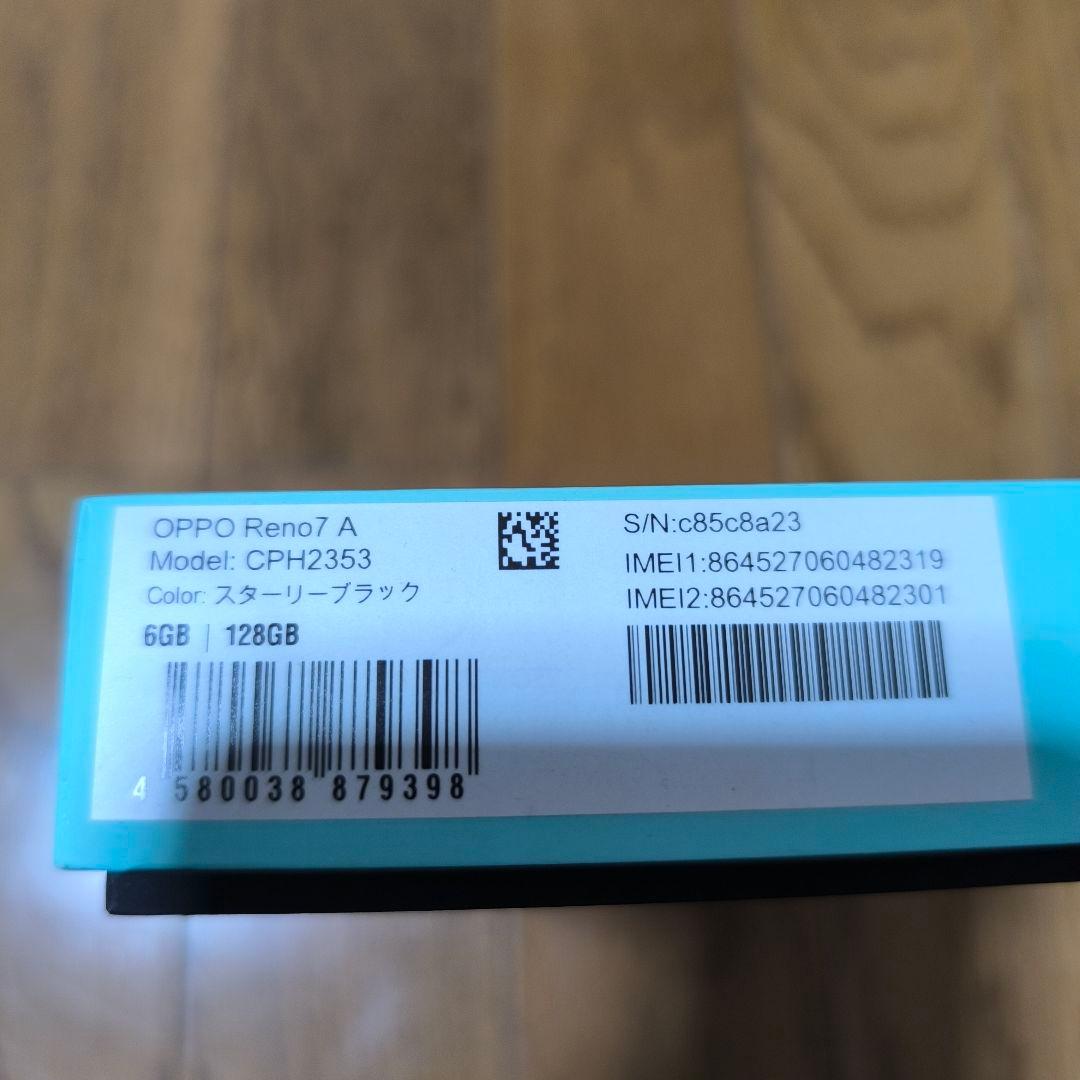 OPPO Reno7 A
Model: CPH2353
Color: スターリーブラック
6GB | 128GB
4 580038 879398
S/N:c85c8a23
IMEI1:864527060482319
IMEI2:864527060482301